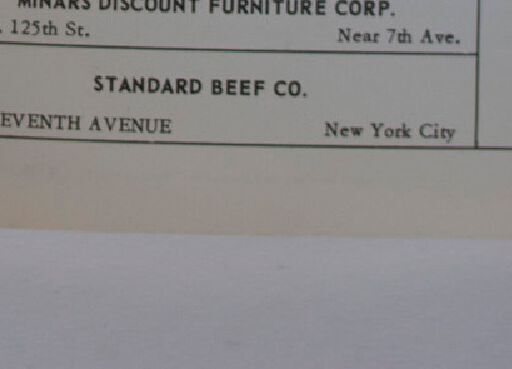 MINARS DISCOUNT FURNITURE CORP.
. 125th St. Near 7th Ave.
STANDARD BEEF CO.
EVENTH AVENUE New York City